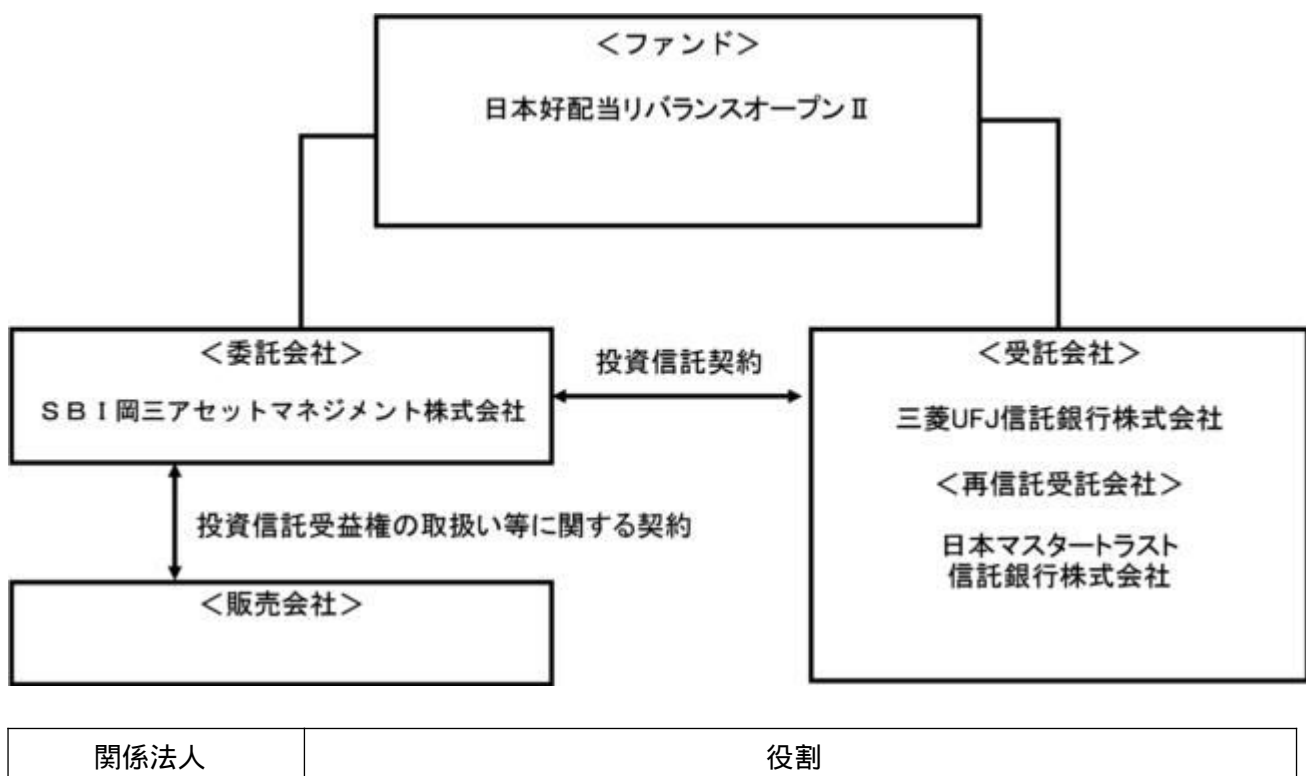 ＜ファンド＞
日本好配当リバランスオープンⅡ
＜委託会社＞
ＳＢＩ岡三アセットマネジメント株式会社
投資信託契約
＜受託会社＞
三菱UFJ信託銀行株式会社
＜再信託受託会社＞
日本マスタートラスト
信託銀行株式会社
投資信託受益権の取扱い等に関する契約
＜販売会社＞
関係法人 役割